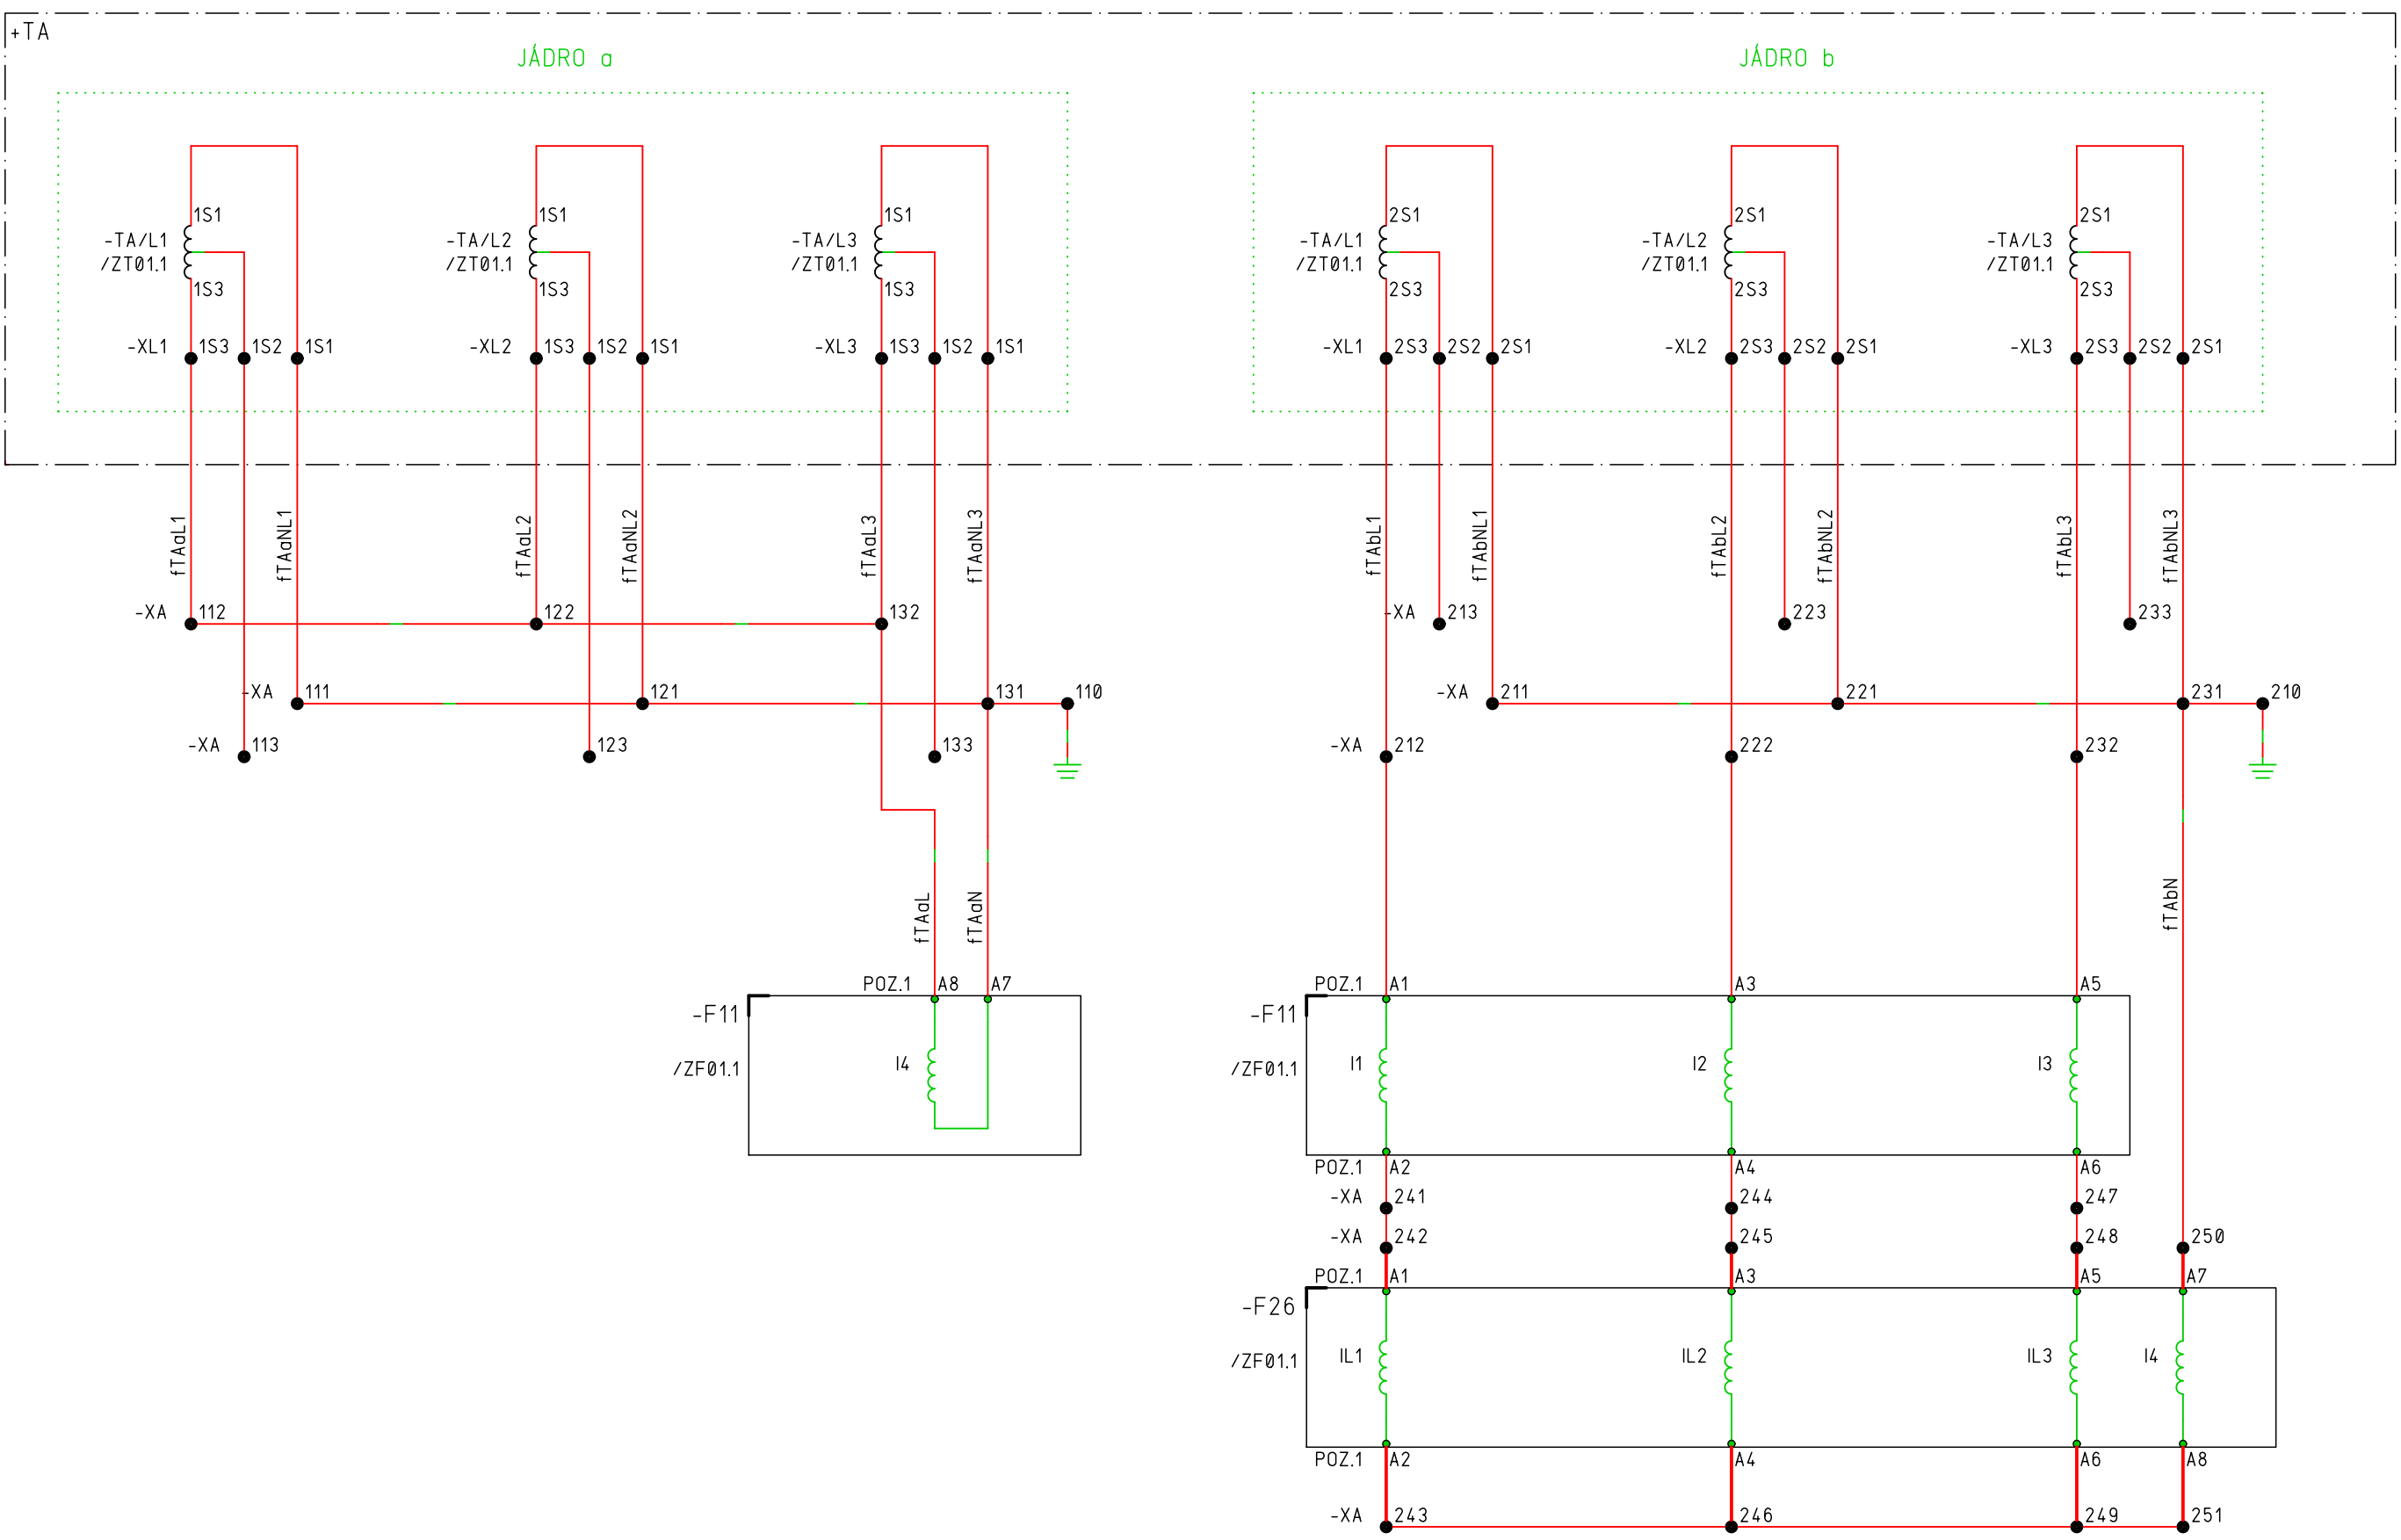 +TA
JÁDRO a JÁDRO b
1S1 1S1 1S1 2S1 2S1 2S1
-TA/L1 -TA/L2 -TA/L3 -TA/L1 -TA/L2 -TA/L3
/ZT01.1 /ZT01.1 /ZT01.1 /ZT01.1 /ZT01.1 /ZT01.1
1S3 1S3 1S3 2S3 2S3 2S3
-XL1 1S3 1S2 1S1 -XL2 1S3 1S2 1S1 -XL3 1S3 1S2 1S1 -XL1 2S3 2S2 2S1 -XL2 2S3 2S2 2S1 -XL3 2S3 2S2 2S1
fTAaL1 fTAaNL1 fTAaL2 fTAaNL2 fTAaL3 fTAaNL3 fTAbL1 fTAbNL1 fTAbL2 fTAbNL2 fTAbL3 fTAbNL3
-XA 112 122 132 -XA 213 223 233
-XA 111 121 131 110 -XA 211 221 231 210
-XA 113 123 133 -XA 212 222 232
fTAaL fTAaN fTAbN
POZ.1 A8 A7 POZ.1 A1 A3 A5
-F11 -F11
/ZF01.1 I4 /ZF01.1 I1 I2 I3
POZ.1 A2 A4 A6
-XA 241 244 247
-XA 242 245 248 250
POZ.1 A1 A3 A5 A7
-F26
/ZF01.1 IL1 IL2 IL3 I4
POZ.1 A2 A4 A6 A8
-XA 243 246 249 251